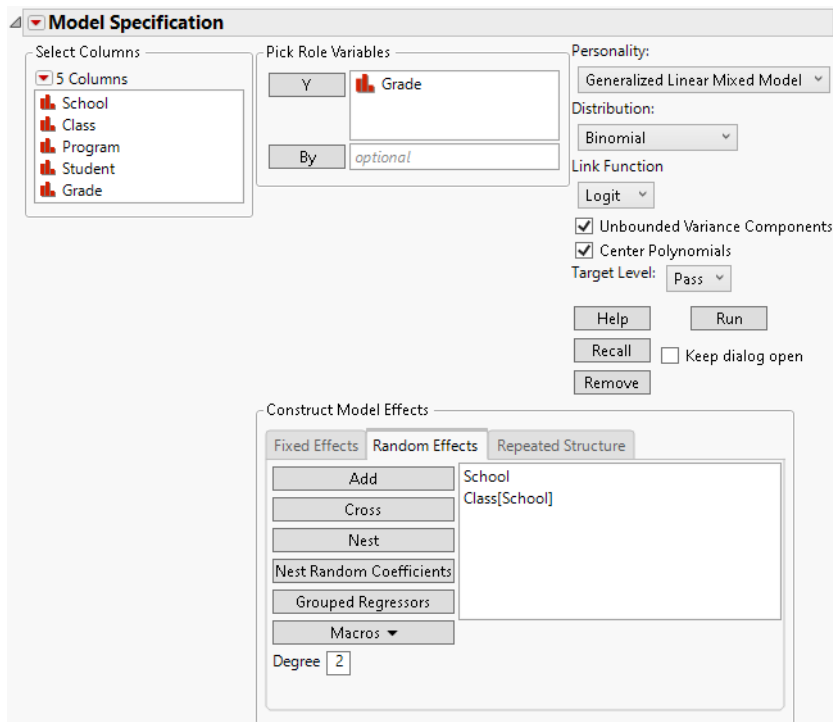 Model Specification
Select Columns
5 Columns
School
Class
Program
Student
Grade
Pick Role Variables
Y
Grade
By
optional
Personality:
Generalized Linear Mixed Model
Distribution:
Binomial
Link Function
Logit
Unbounded Variance Components
Center Polynomials
Target Level: Pass
Help Run
Recall Keep dialog open
Remove
Construct Model Effects
Fixed Effects Random Effects Repeated Structure
Add
Cross
Nest
Nest Random Coefficients
Grouped Regressors
Macros
Degree 2
School
Class[School]